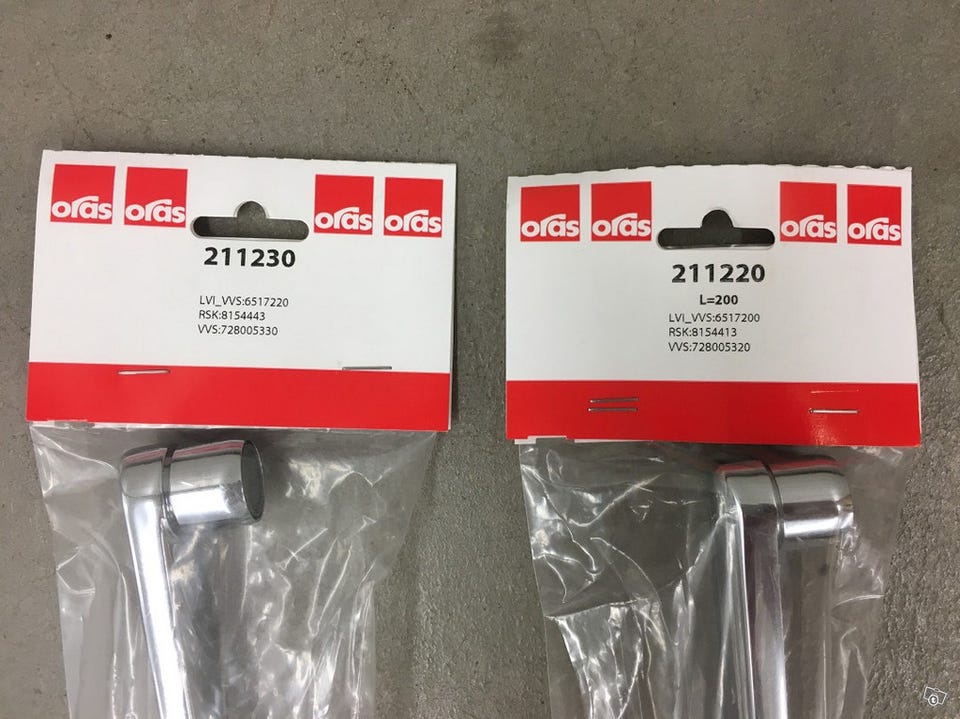 oras oras oras oras
211230
LVI_VVS:6517220
RSK:8154443
VVS:728005330
oras oras oras oras
211220
L=200
LVI_VVS:6517200
RSK:8154413
VVS:728005320
t